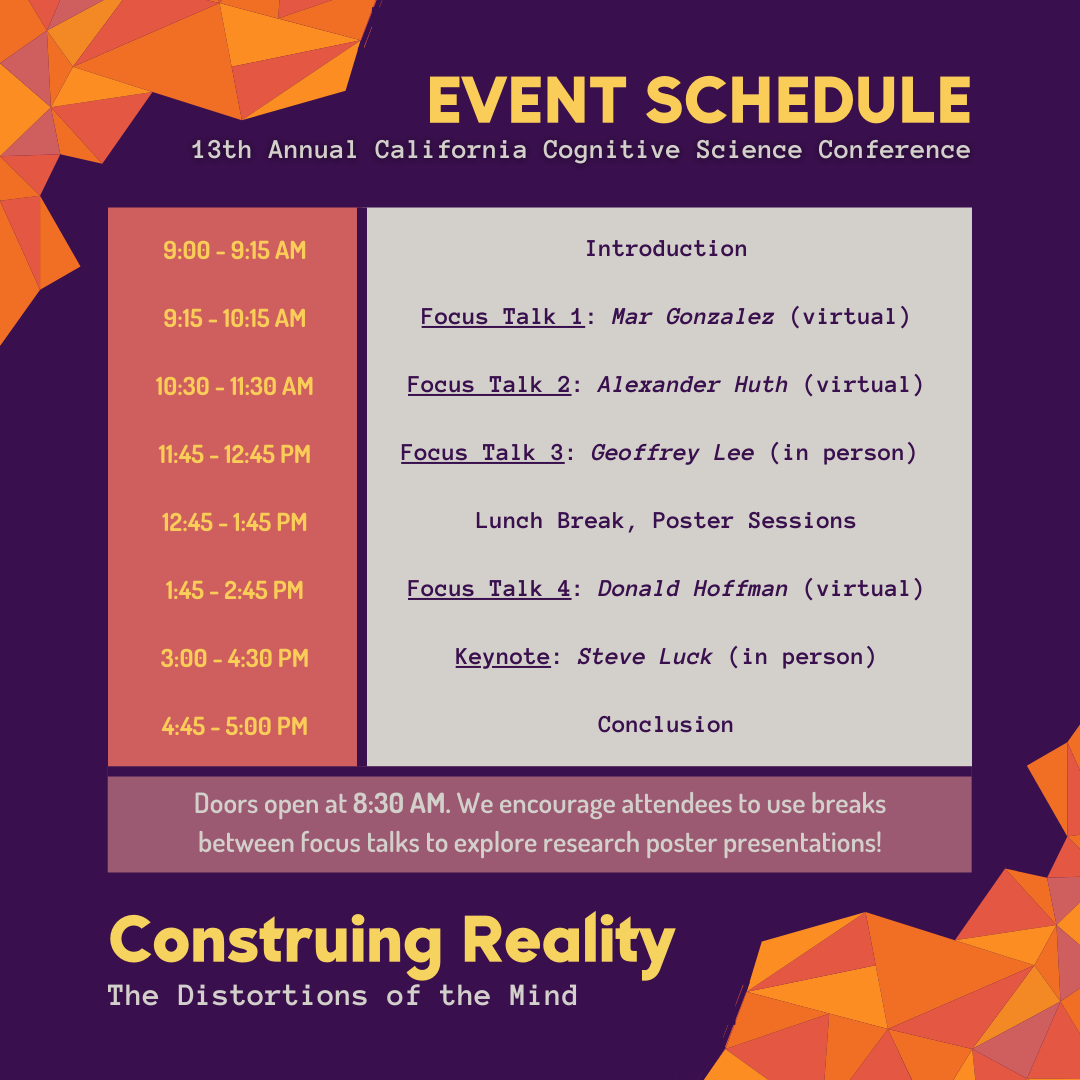 EVENT SCHEDULE
13th Annual California Cognitive Science Conference
9:00 - 9:15 AM Introduction
9:15 - 10:15 AM Focus Talk 1: Mar Gonzalez (virtual)
10:30 - 11:30 AM Focus Talk 2: Alexander Huth (virtual)
11:45 - 12:45 PM Focus Talk 3: Geoffrey Lee (in person)
12:45 - 1:45 PM Lunch Break, Poster Sessions
1:45 - 2:45 PM Focus Talk 4: Donald Hoffman (virtual)
3:00 - 4:30 PM Keynote: Steve Luck (in person)
4:45 - 5:00 PM Conclusion
Doors open at 8:30 AM. We encourage attendees to use breaks
between focus talks to explore research poster presentations!
Construing Reality
The Distortions of the Mind